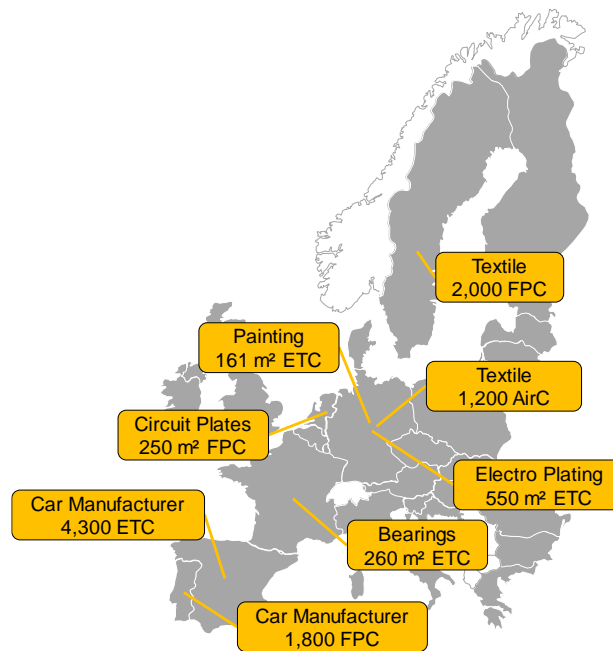 Textile
2,000 FPC
Painting
161 m² ETC
Textile
1,200 AirC
Circuit Plates
250 m² FPC
Electro Plating
550 m² ETC
Car Manufacturer
4,300 ETC
Bearings
260 m² ETC
Car Manufacturer
1,800 FPC